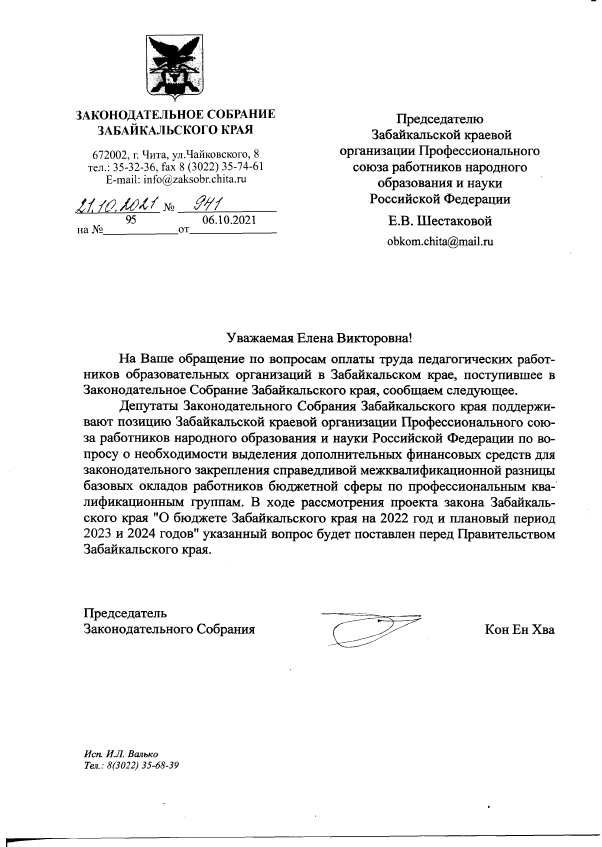 ЗАКОНОДАТЕЛЬНОЕ СОБРАНИЕ
ЗАБАЙКАЛЬСКОГО КРАЯ
672002, г. Чита, ул.Чайковского, 8
тел.: 35-32-36, fax 8 (3022) 35-74-61
E-mail: info@zaksobr.chita.ru
21.10.2021 № 941
на № 95 от 06.10.2021
Председателю
Забайкальской краевой
организации Профессионального
союза работников народного
образования и науки
Российской Федерации
Е.В. Шестаковой
obkom.chita@mail.ru
Уважаемая Елена Викторовна!
На Ваше обращение по вопросам оплаты труда педагогических работ-
ников образовательных организаций в Забайкальском крае, поступившее в
Законодательное Собрание Забайкальского края, сообщаем следующее.
Депутаты Законодательного Собрания Забайкальского края поддержи-
вают позицию Забайкальской краевой организации Профессионального сою-
за работников народного образования и науки Российской Федерации по во-
просу о необходимости выделения дополнительных финансовых средств для
законодательного закрепления справедливой межквалификационной разницы
базовых окладов работников бюджетной сферы по профессиональным ква-
лификационным группам. В ходе рассмотрения проекта закона Забайкаль-
ского края "О бюджете Забайкальского края на 2022 год и плановый период
2023 и 2024 годов" указанный вопрос будет поставлен перед Правительством
Забайкальского края.
Председатель
Законодательного Собрания Кон Ен Хва
Исп. И.Л. Валько
Тел.: 8(3022) 35-68-39